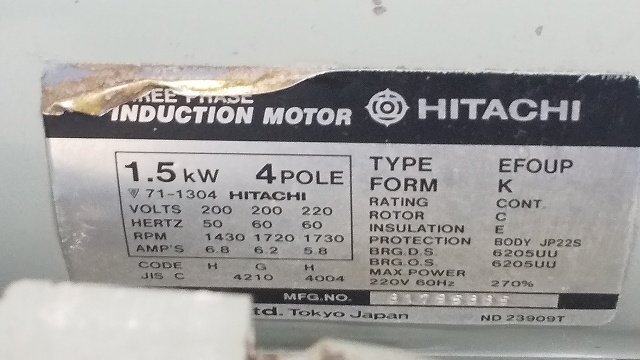 THREE PHASE
INDUCTION MOTOR HITACHI
1.5 kW 4 POLE
71-1304 HITACHI
VOLTS 200 200 220
HERTZ 50 60 60
RPM 1430 1720 1730
AMP'S 6.8 6.2 5.8
CODE H G H
JIS C 4210 4004
TYPE EFOUP
FORM K
RATING CONT.
ROTOR C
INSULATION E
PROTECTION BODY JP22S
BRG.D.S. 6205UU
BRG.O.S. 6205UU
MAX POWER
220V 60Hz 270%
MFG.NO.
Ltd. Tokyo Japan ND 23909T